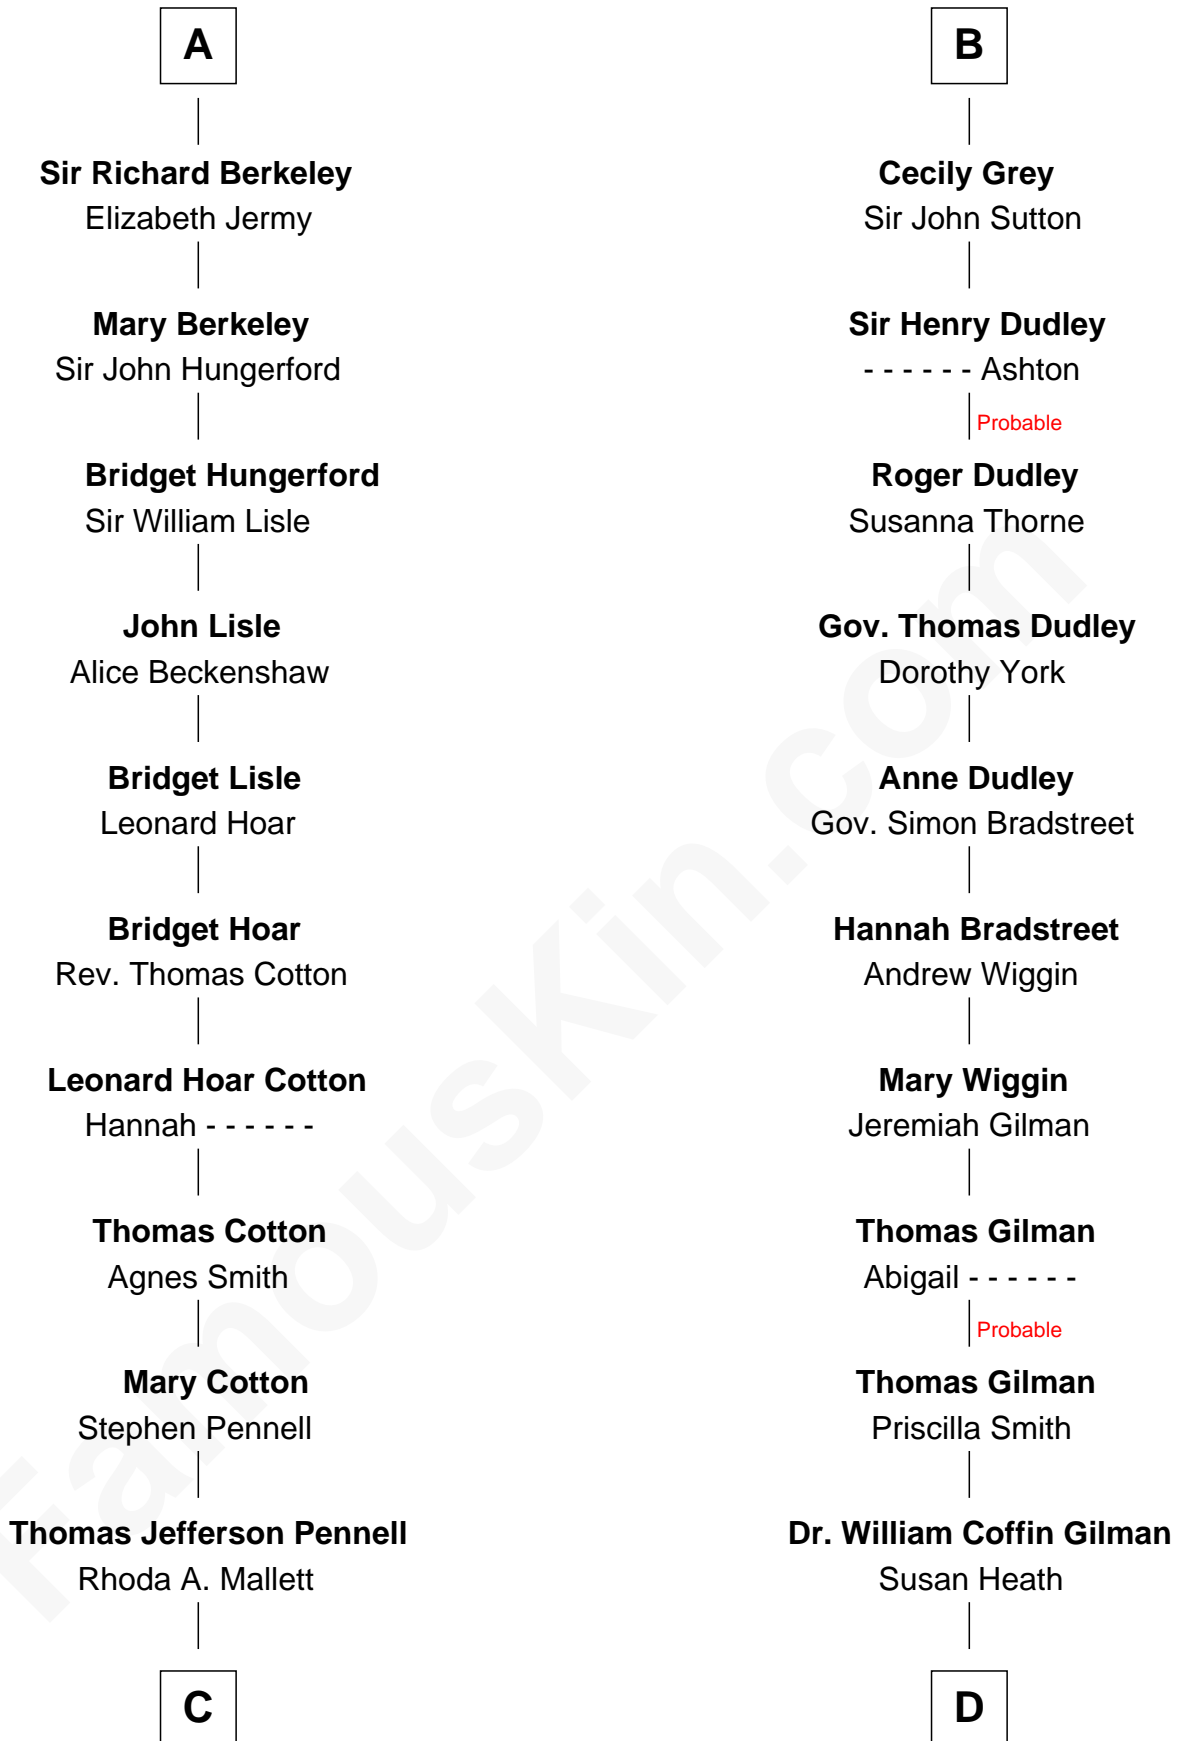 A
Sir Richard Berkeley
Elizabeth Jermy
Mary Berkeley
Sir John Hungerford
Bridget Hungerford
Sir William Lisle
John Lisle
Alice Beckenshaw
Bridget Lisle
Leonard Hoar
Bridget Hoar
Rev. Thomas Cotton
Leonard Hoar Cotton
Hannah - - - - - -
Thomas Cotton
Agnes Smith
Mary Cotton
Stephen Pennell
Thomas Jefferson Pennell
Rhoda A. Mallett
C
B
Cecily Grey
Sir John Sutton
Sir Henry Dudley
- - - - - - Ashton
Probable
Roger Dudley
Susanna Thorne
Gov. Thomas Dudley
Dorothy York
Anne Dudley
Gov. Simon Bradstreet
Hannah Bradstreet
Andrew Wiggin
Mary Wiggin
Jeremiah Gilman
Thomas Gilman
Abigail - - - - - -
Probable
Thomas Gilman
Priscilla Smith
Dr. William Coffin Gilman
Susan Heath
D
FamousKin.com